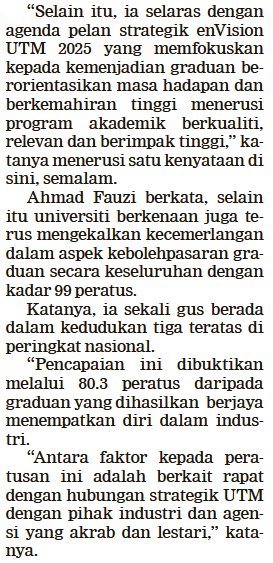 “Selain itu, ia selaras dengan
agenda pelan strategik enVision
UTM 2025 yang memfokuskan
kepada kemenjadian graduan be-
rorientasikan masa hadapan dan
berkemahiran tinggi menerusi
program akademik berkualiti,
relevan dan berimpak tinggi,” ka-
tanya menerusi satu kenyataan di
sini, semalam.
Ahmad Fauzi berkata, selain
itu universiti berkenaan juga te-
rus mengekalkan kecemerlangan
dalam aspek kebolehpasaran gra-
duan secara keseluruhan dengan
kadar 99 peratus.
Katanya, ia sekali gus berada
dalam kedudukan tiga teratas di
peringkat nasional.
“Pencapaian ini dibuktikan
melalui 80.3 peratus daripada
graduan yang dihasilkan berjaya
menempatkan diri dalam indus-
tri.
“Antara faktor kepada pera-
tusan ini adalah berkait rapat
dengan hubungan strategik UTM
dengan pihak industri dan agen-
si yang akrab dan lestari,” kata-
nya.